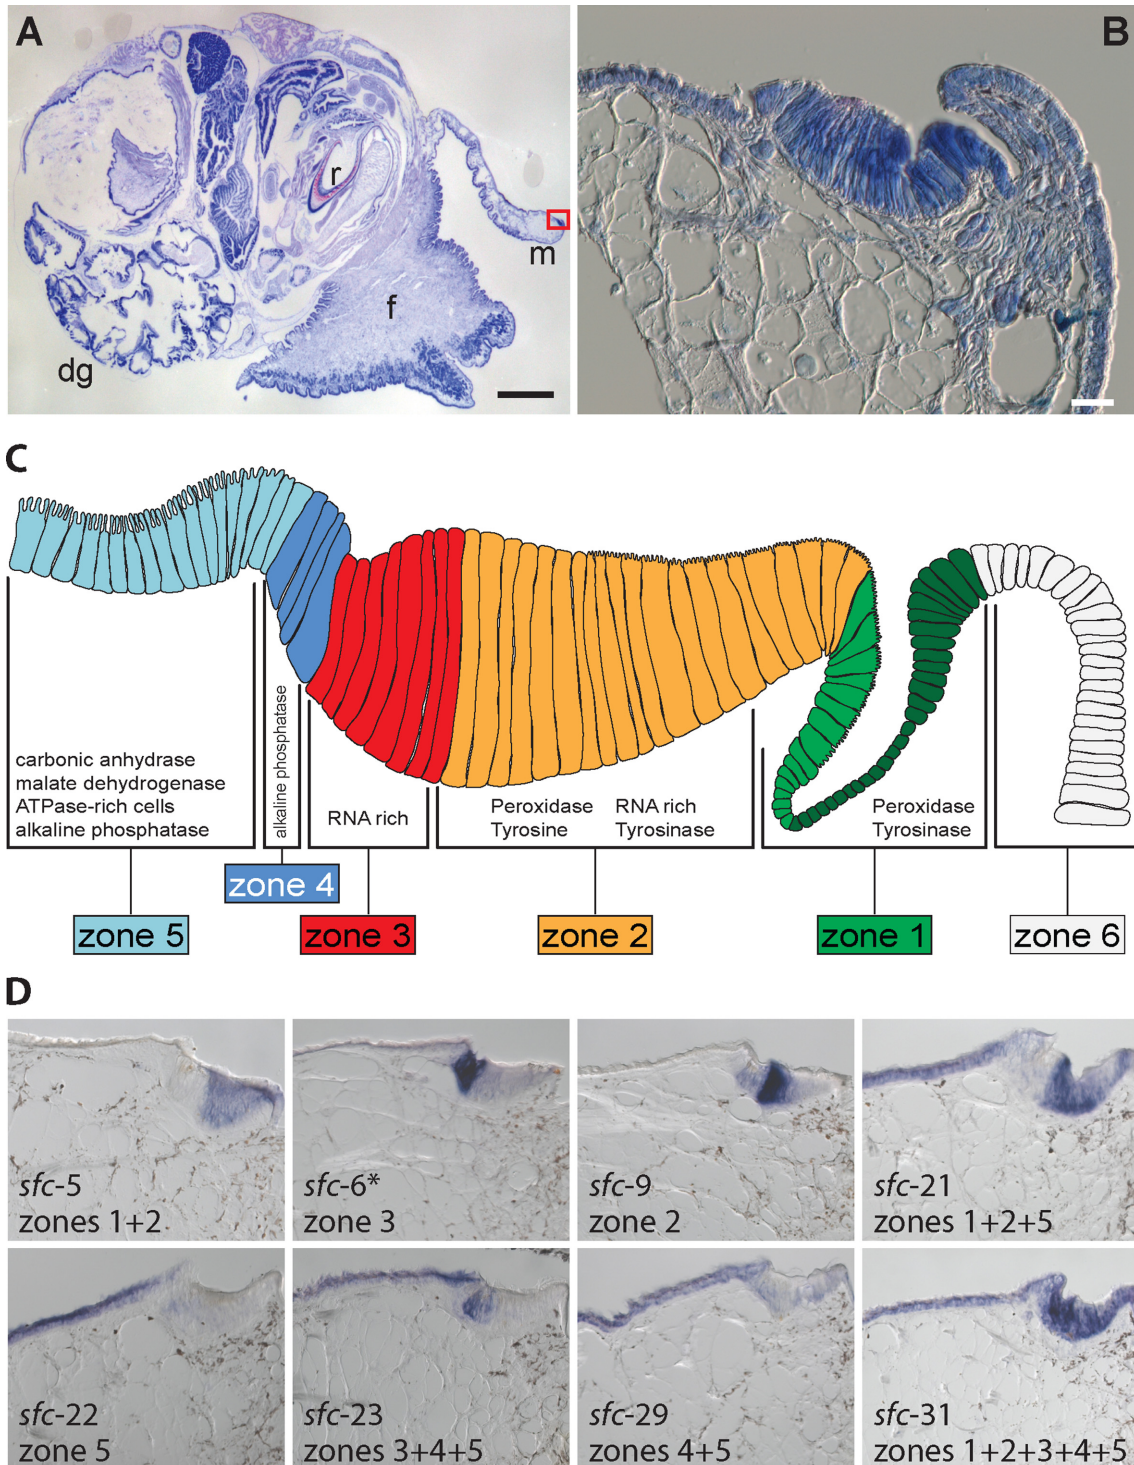 A
B
r
m
f
dg
C
carbonic anhydrase
malate dehydrogenase
ATPase-rich cells
alkaline phosphatase
alkaline phosphatase
RNA rich
Peroxidase
Tyrosine
RNA rich
Tyrosinase
Peroxidase
Tyrosinase
zone 5
zone 4
zone 3
zone 2
zone 1
zone 6
D
sfc-5
zones 1+2
sfc-6*
zone 3
sfc-9
zone 2
sfc-21
zones 1+2+5
sfc-22
zone 5
sfc-23
zones 3+4+5
sfc-29
zones 4+5
sfc-31
zones 1+2+3+4+5